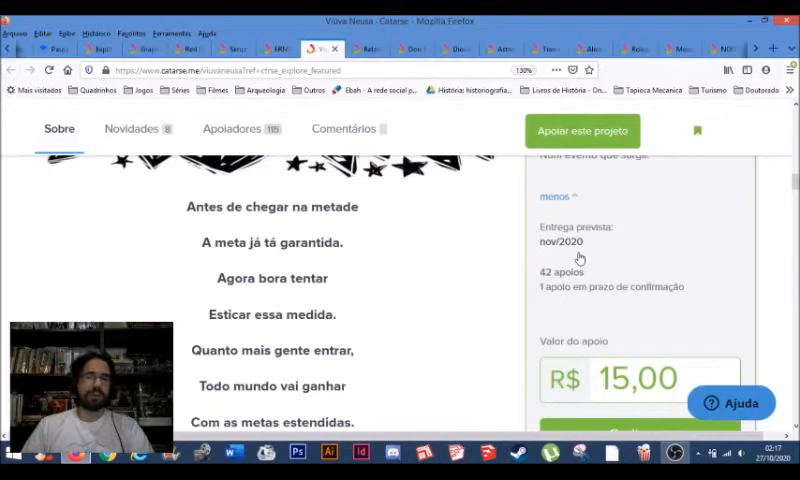 Viúva Neusa - Catarse - Mozilla Firefox
Arquivo Editar Exibir Histórico Favoritos Ferramentas Ajuda
https://www.catarse.me/viuvaneusa?ref=ctrse_explore_featured
130%
Mais visitados Quadrinhos Jogos Séries Filmes Arqueologia Outros Ebah - A rede social p... História: historiografia... Livros de História - On... Tapioca Mecanica Turismo Doutorado
Sobre Novidades 8 Apoiadores 115 Comentários
Apoiar este projeto
Num evento que surga.
menos ^
Entrega prevista:
nov/2020
42 apoios
1 apoio em prazo de confirmação
Valor do apoio
R$ 15,00
Antes de chegar na metade
A meta já tá garantida.
Agora bora tentar
Esticar essa medida.
Quanto mais gente entrar,
Todo mundo vai ganhar
Com as metas estendidas.
Ajuda
02:17
27/10/2020